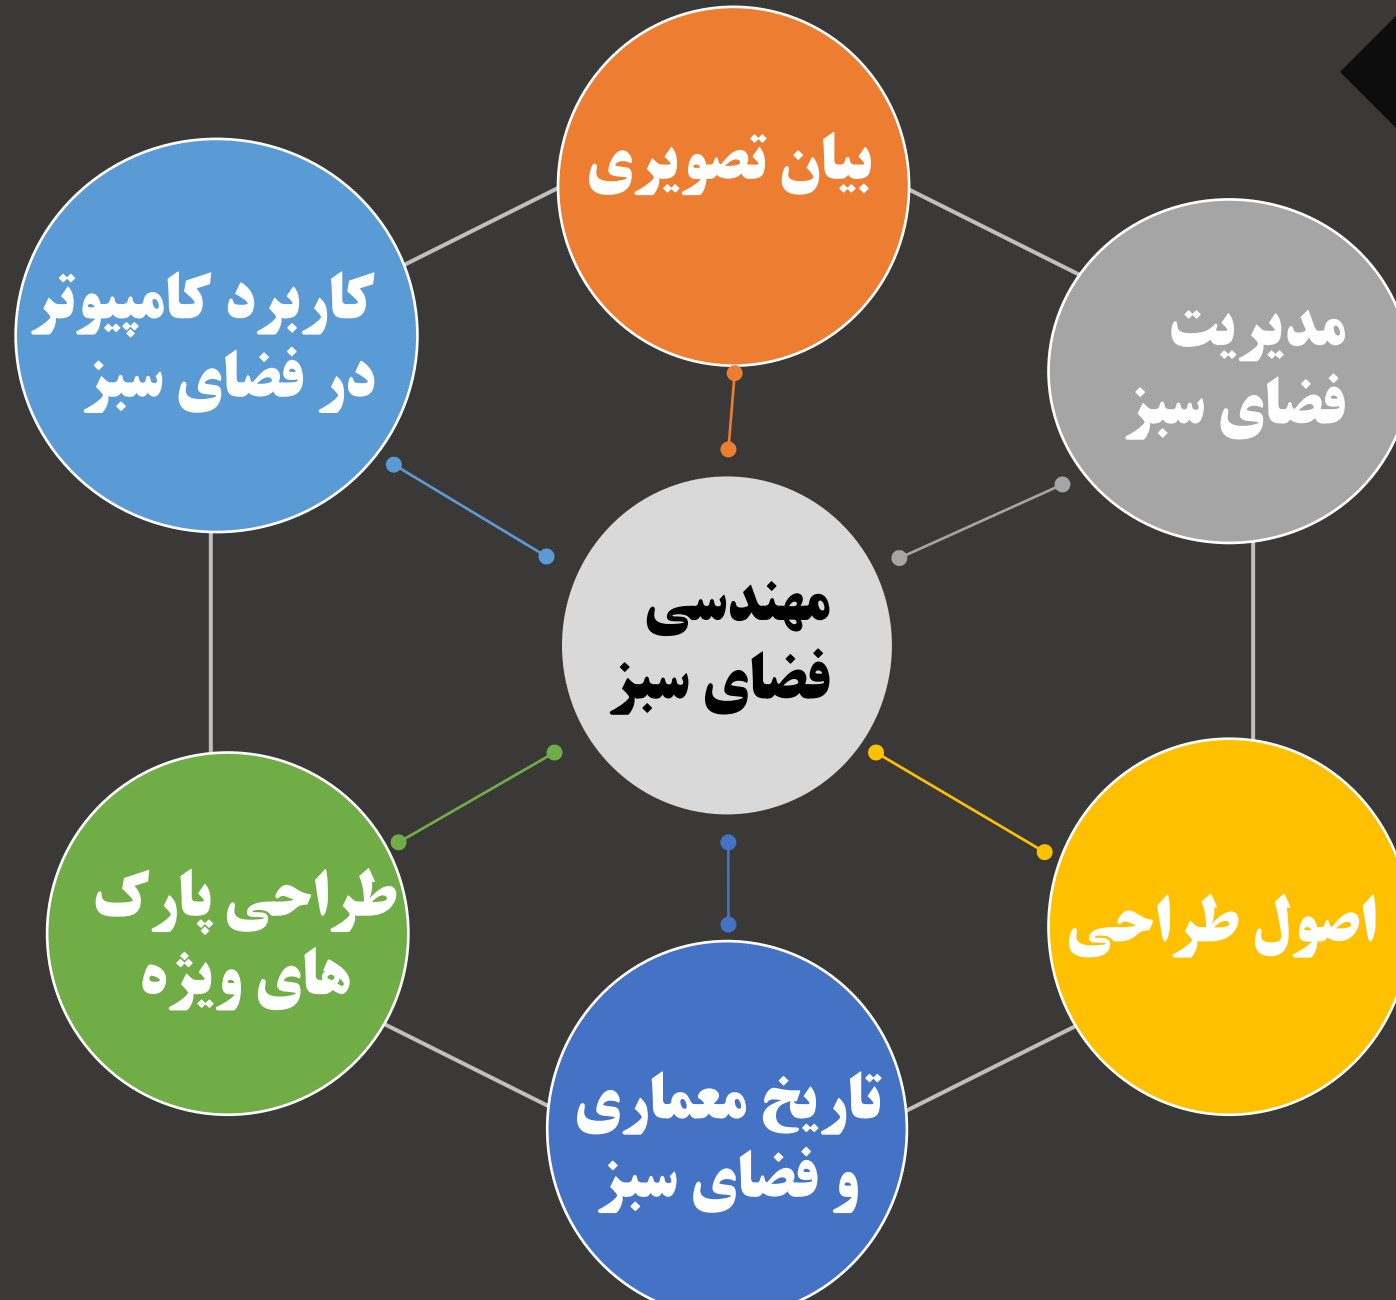 بیان تصویری
مدیریت
فضای سبز
کاربرد کامپیوتر
در فضای سبز
مهندسی
فضای سبز
اصول طراحی
طراحی پارک
های ویژه
تاریخ معماری
و فضای سبز